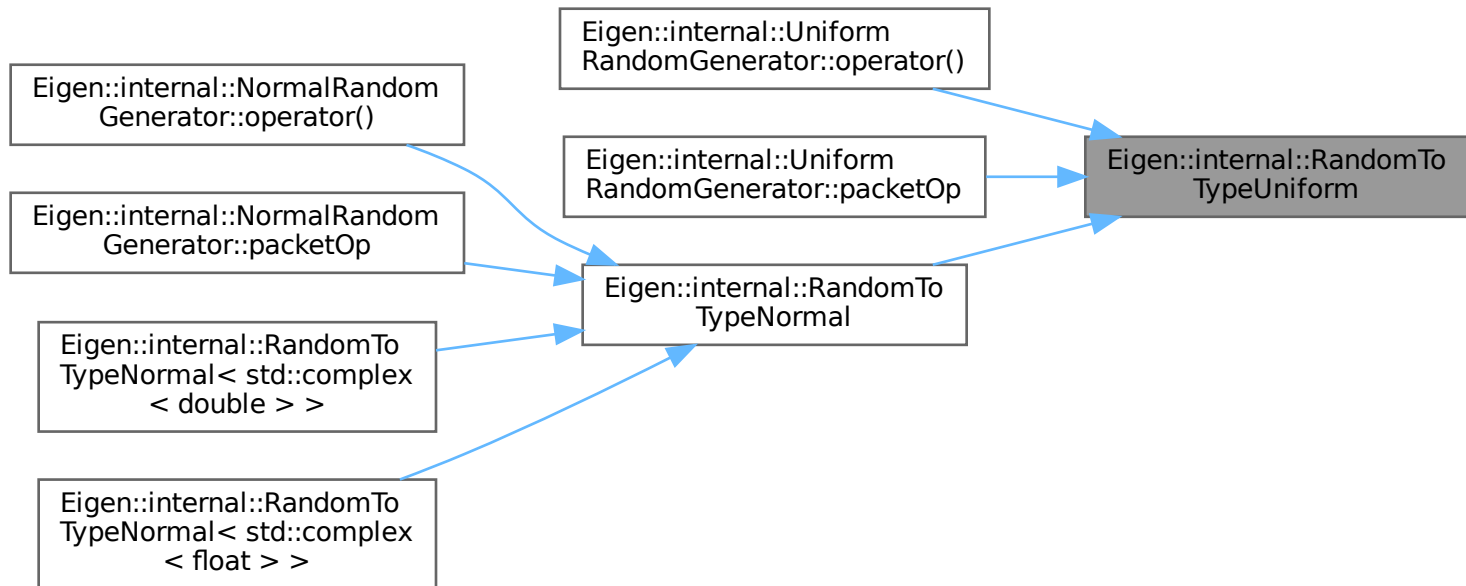 Eigen::internal::Uniform
RandomGenerator::operator()
Eigen::internal::NormalRandom
Generator::operator()
Eigen::internal::Uniform
RandomGenerator::packetOp
Eigen::internal::RandomTo
TypeUniform
Eigen::internal::NormalRandom
Generator::packetOp
Eigen::internal::RandomTo
TypeNormal
Eigen::internal::RandomTo
TypeNormal< std::complex
< double > >
Eigen::internal::RandomTo
TypeNormal< std::complex
< float > >